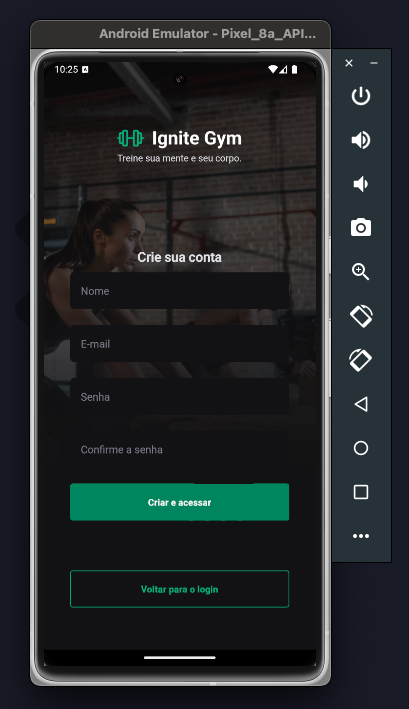 Android Emulator - Pixel_8a_API...
10:25
Ignite Gym
Treine sua mente e seu corpo.
Crie sua conta
Nome
E-mail
Senha
Confirme a senha
Criar e acessar
Voltar para o login